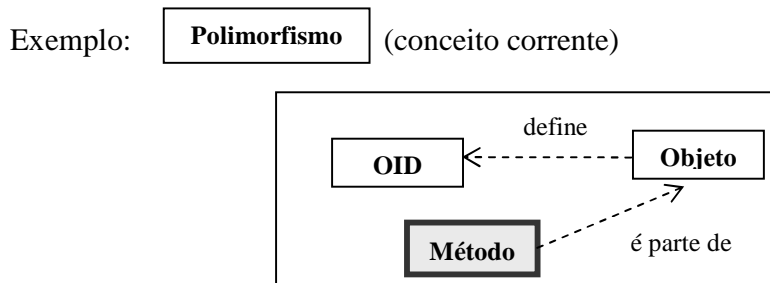 Exemplo: Polimorfismo (conceito corrente)
define
OID Objeto
Método é parte de